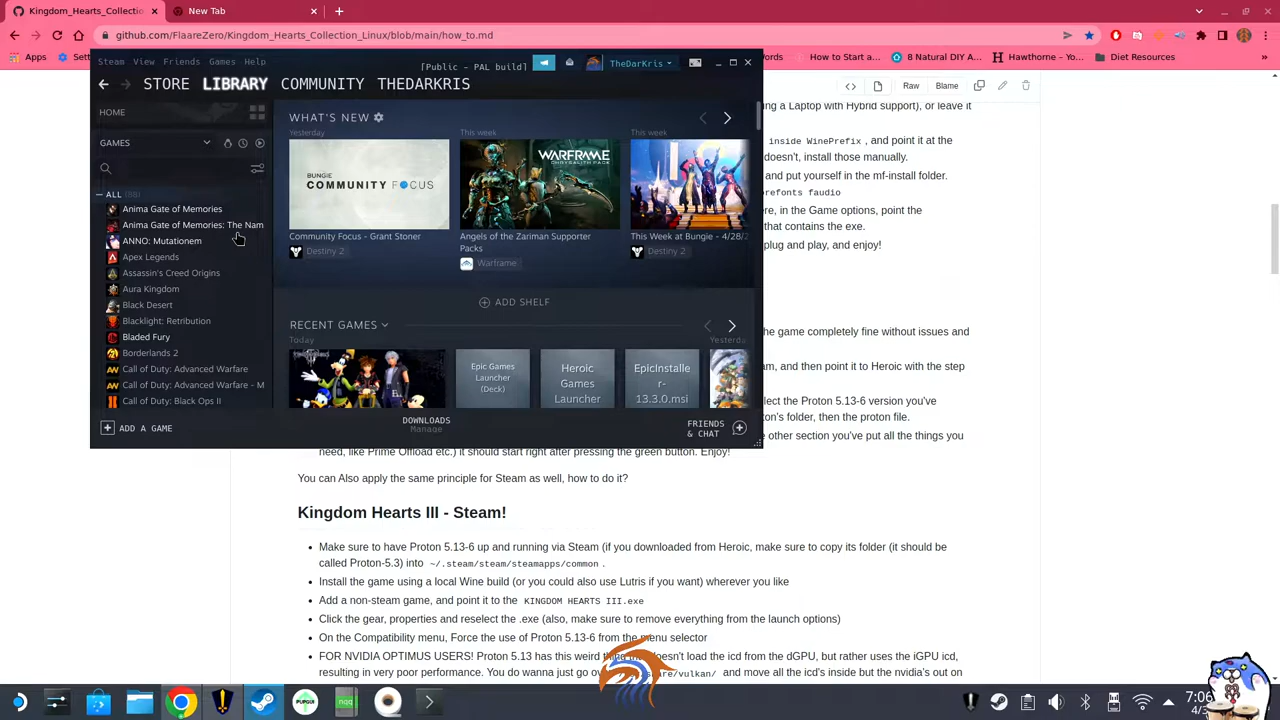 Kingdom_Hearts_Collectio
New Tab
github.com/FlaareZero/Kingdom_Hearts_Collection_Linux/blob/main/how_to.md
Apps
Words
How to Start a...
8 Natural DIY A...
Hawthorne - Yo...
Diet Resources
Raw
Blame
Steam View Friends Games Help
[Public - PAL build]
TheDarKris
STORE LIBRARY COMMUNITY THEDARKRIS
HOME
GAMES
ALL (88)
Anima Gate of Memories
Anima Gate of Memories: The Nam
ANNO: Mutationem
Apex Legends
Assassin's Creed Origins
Aura Kingdom
Black Desert
Blacklight: Retribution
Bladed Fury
Borderlands 2
Call of Duty: Advanced Warfare
Call of Duty: Advanced Warfare - M
Call of Duty: Black Ops II
ADD A GAME
WHAT'S NEW
Yesterday
This week
This week
BUNGIE
COMMUNITY FOCUS
WARFRAME
Community Focus - Grant Stoner
Destiny 2
Angels of the Zariman Supporter
Packs
Warframe
This Week at Bungie - 4/28/2
Destiny 2
ADD SHELF
RECENT GAMES
Today
Yesterd
Epic Games
Launcher
(Deck)
Heroic
Games
Launcher
EpicInstalle
r-
13.3.0.msi
DOWNLOADS
Manage
FRIENDS
& CHAT
ng a Laptop with Hybrid support), or leave it
inside WinePrefix , and point it at the
doesn't, install those manually.
and put yourself in the mf-install folder.
refonts faudio
ere, in the Game options, point the
that contains the exe.
plug and play, and enjoy!
the game completely fine without issues and
am, and then point it to Heroic with the step
lect the Proton 5.13-6 version you've
on's folder, then the proton file.
e other section you've put all the things you
need, like Prime Offload etc.) it should start right after pressing the green button. Enjoy!
You can Also apply the same principle for Steam as well, how to do it?
Kingdom Hearts III - Steam!
Make sure to have Proton 5.13-6 up and running via Steam (if you downloaded from Heroic, make sure to copy its folder (it should be
called Proton-5.3) into ~/.steam/steam/steamapps/common .
Install the game using a local Wine build (or you could also use Lutris if you want) wherever you like
Add a non-steam game, and point it to the KINGDOM HEARTS III.exe
Click the gear, properties and reselect the .exe (also, make sure to remove everything from the launch options)
On the Compatibility menu, Force the use of Proton 5.13-6 from the menu selector
FOR NVIDIA OPTIMUS USERS! Proton 5.13 has this weird thing that doesn't load the icd from the dGPU, but rather uses the iGPU icd,
resulting in very poor performance. You do wanna just go and move all the icd's inside but the nvidia's out on
PUPGUI
nqq
7:06